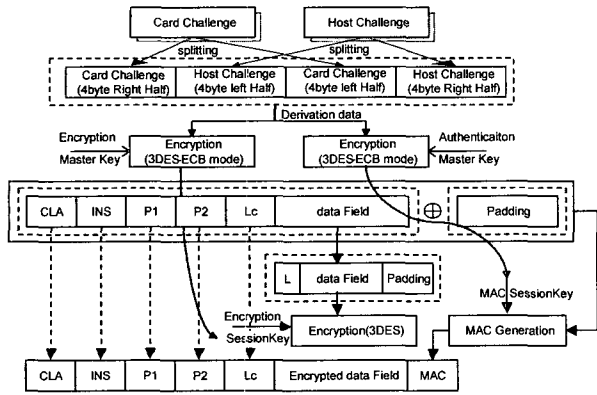 Card Challenge
Host Challenge
splitting
splitting
Card Challenge
(4byte Right Half)
Host Challenge
(4byte left Half)
Card Challenge
(4byte left Half)
Host Challenge
(4byte Right Half)
Derivation data
Encryption
Master Key
Encryption
(3DES-ECB mode)
Encryption
(3DES-ECB mode)
Authenticaiton
Master Key
CLA
INS
P1
P2
Lc
data Field
Padding
L
data Field
Padding
MAC SessionKey
Encryption
SessionKey
Encryption(3DES)
MAC Generation
CLA
INS
P1
P2
Lc
Encrypted data Field
MAC